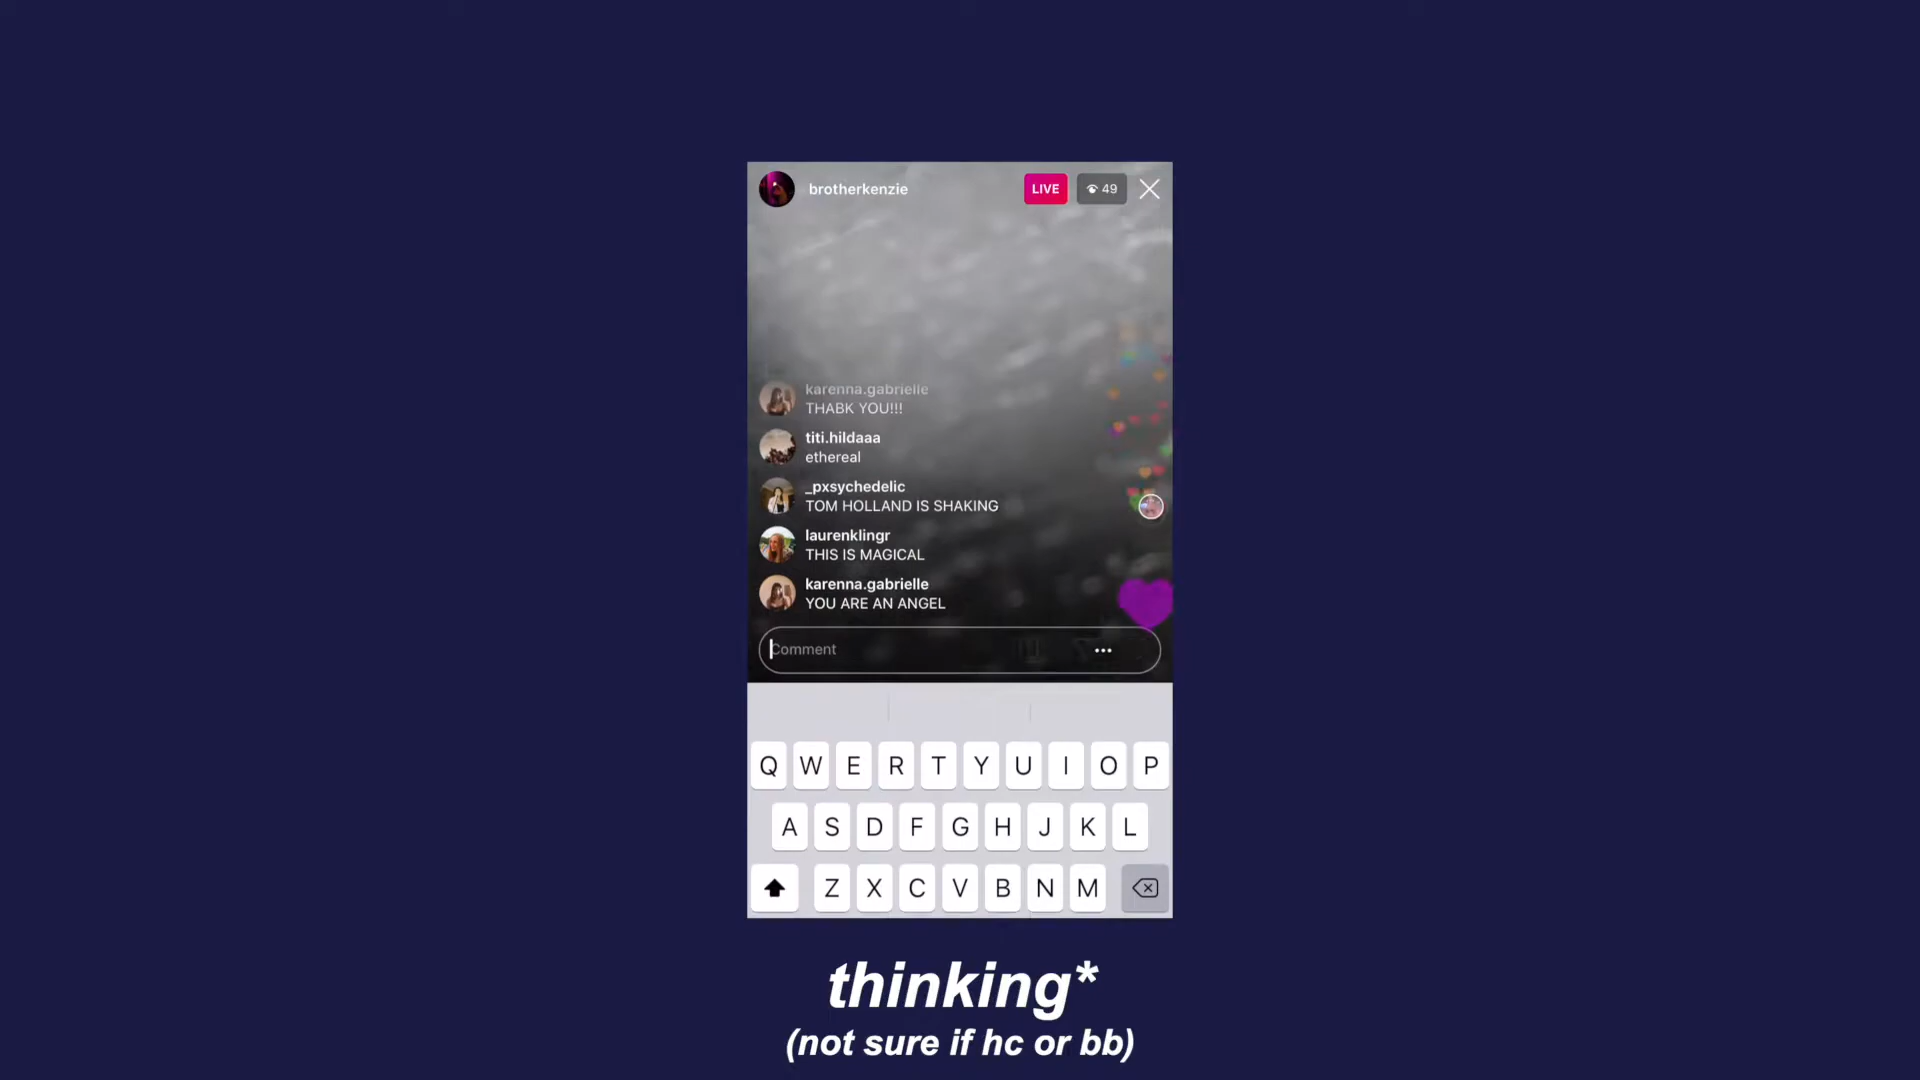 brotherkenzie LIVE 49
karenna.gabrielle
THABK YOU!!!
titi.hildaaa
ethereal
_pxsychedelic
TOM HOLLAND IS SHAKING
laurenklingr
THIS IS MAGICAL
karenna.gabrielle
YOU ARE AN ANGEL
Comment
Q W E R T Y U I O P
A S D F G H J K L
Z X C V B N M
thinking*
(not sure if hc or bb)